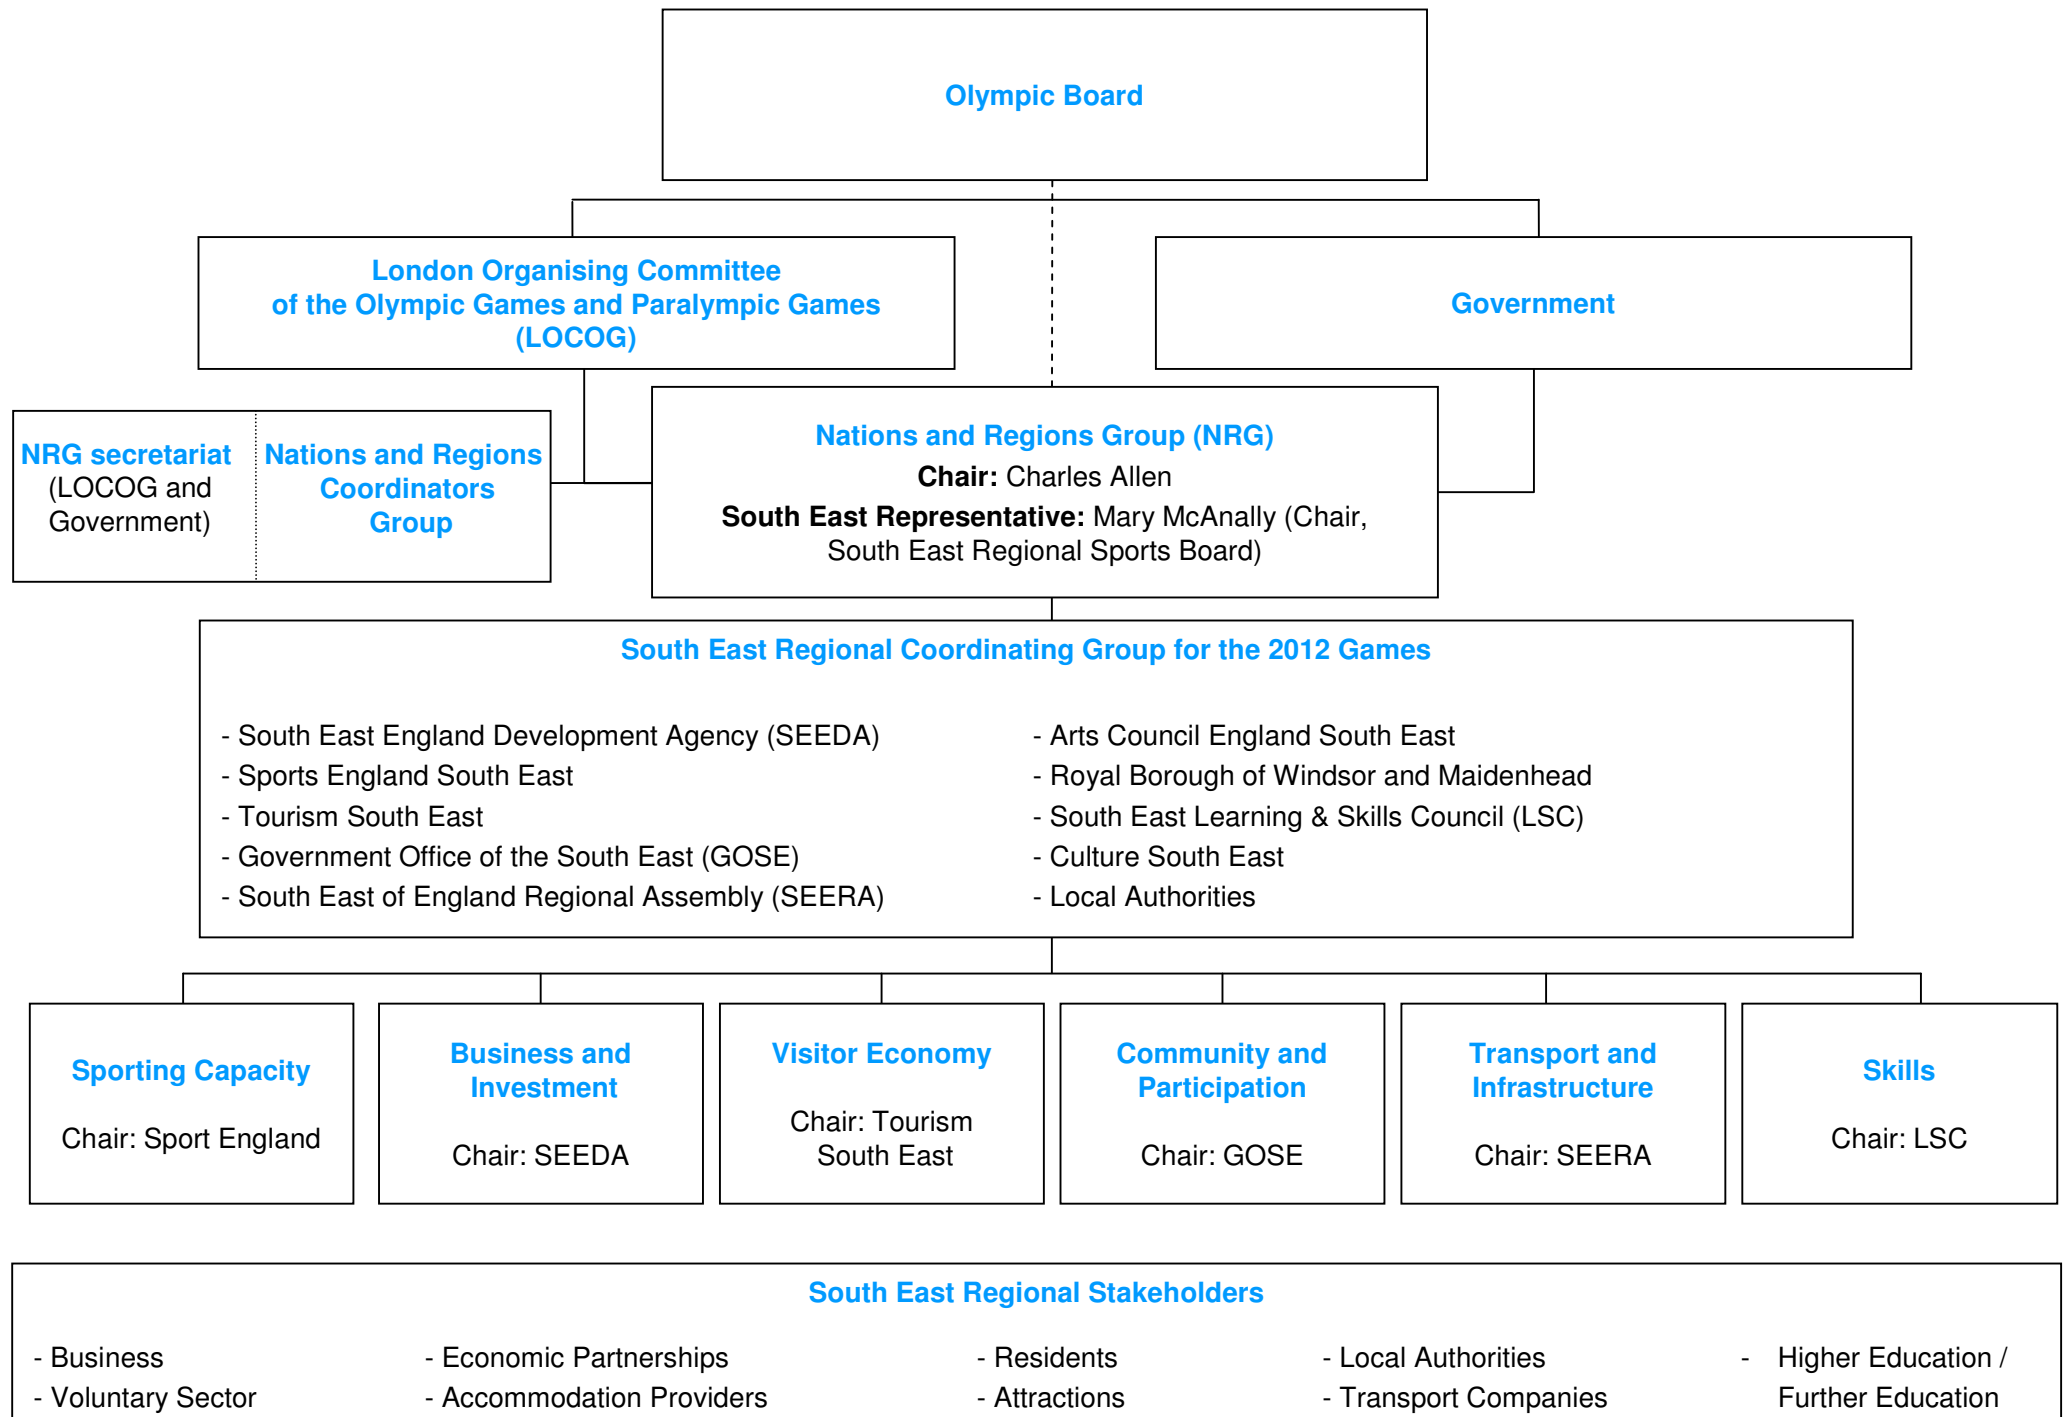 Olympic Board
London Organising Committee
of the Olympic Games and Paralympic Games
(LOCOG)
Government
NRG secretariat
(LOCOG and
Government)
Nations and Regions
Coordinators
Group
Nations and Regions Group (NRG)
Chair: Charles Allen
South East Representative: Mary McAnally (Chair,
South East Regional Sports Board)
South East Regional Coordinating Group for the 2012 Games
- South East England Development Agency (SEEDA)
- Sports England South East
- Tourism South East
- Government Office of the South East (GOSE)
- South East of England Regional Assembly (SEERA)
- Arts Council England South East
- Royal Borough of Windsor and Maidenhead
- South East Learning & Skills Council (LSC)
- Culture South East
- Local Authorities
Sporting Capacity
Chair: Sport England
Business and
Investment
Chair: SEEDA
Visitor Economy
Chair: Tourism
South East
Community and
Participation
Chair: GOSE
Transport and
Infrastructure
Chair: SEERA
Skills
Chair: LSC
South East Regional Stakeholders
- Business
- Voluntary Sector
- Economic Partnerships
- Accommodation Providers
- Residents
- Attractions
- Local Authorities
- Transport Companies
- Higher Education /
Further Education